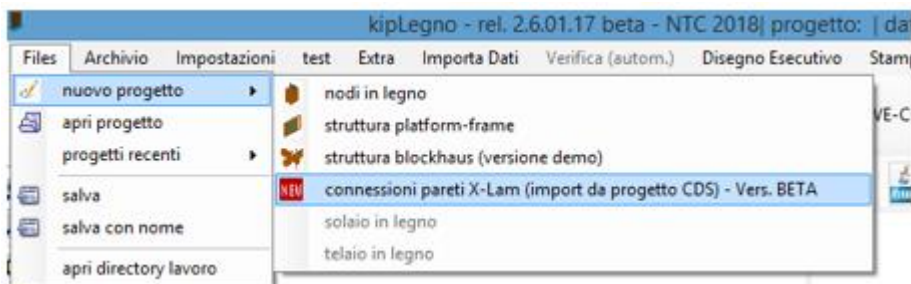 kipLegno - rel. 2.6.01.17 beta - NTC 2018| progetto: | da
Files Archivio Impostazioni test Extra Importa Dati Verifica (autom.) Disegno Esecutivo Stamp
nuovo progetto
apri progetto
progetti recenti
salva
salva con nome
apri directory lavoro
nodi in legno
struttura platform-frame
struttura blockhaus (versione demo)
NEW connessioni pareti X-Lam (import da progetto CDS) - Vers. BETA
solaio in legno
telaio in legno
VE-C